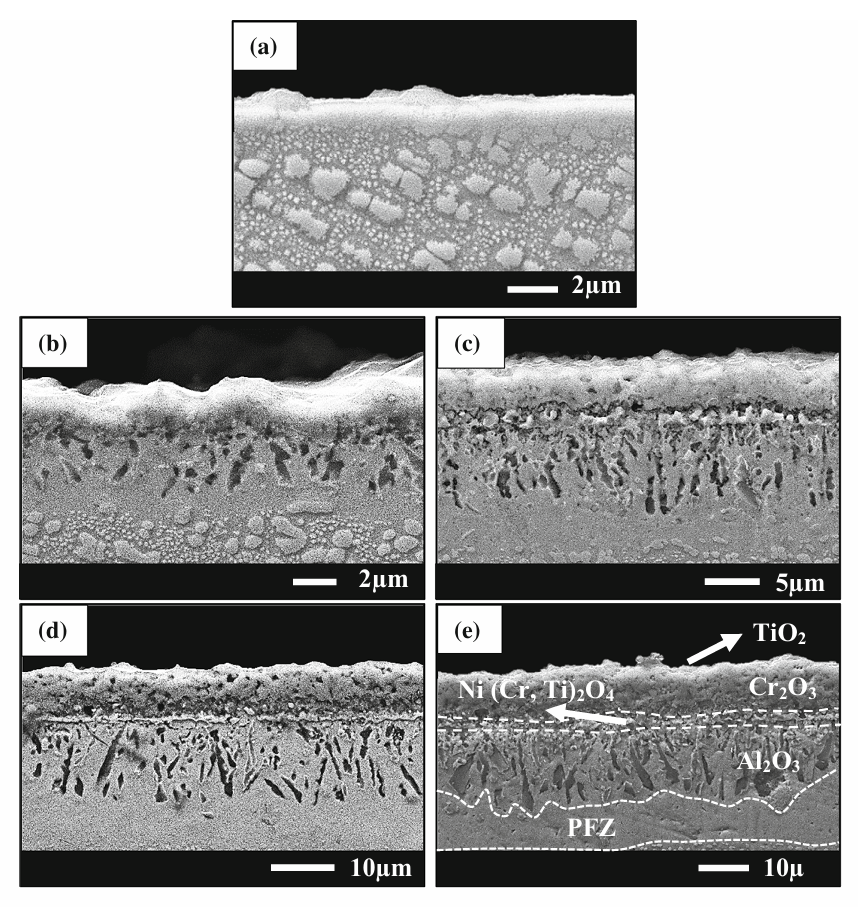 (a)
2μm
(b)
2μm
(c)
5μm
(d)
10μm
(e)
TiO₂
Ni (Cr, Ti)₂O₄
Cr₂O₃
Al₂O₃
PFZ
10μ